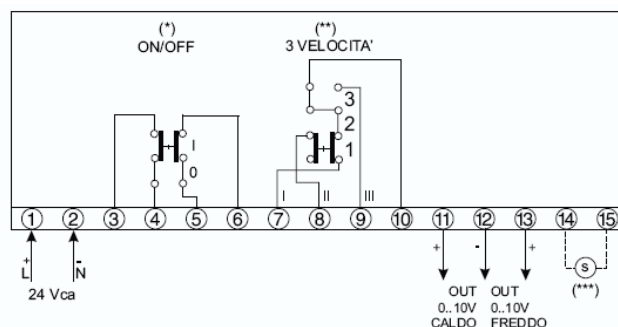 (*)
ON/OFF
(**)
3 VELOCITA'
3
2
1
I
0
I II III
1 2 3 4 5 6 7 8 9 10 11 12 13 14 15
+ -
L N
24 Vca
+ - +
S
(***)
OUT OUT
0..10V 0..10V
CALDO FREDDO